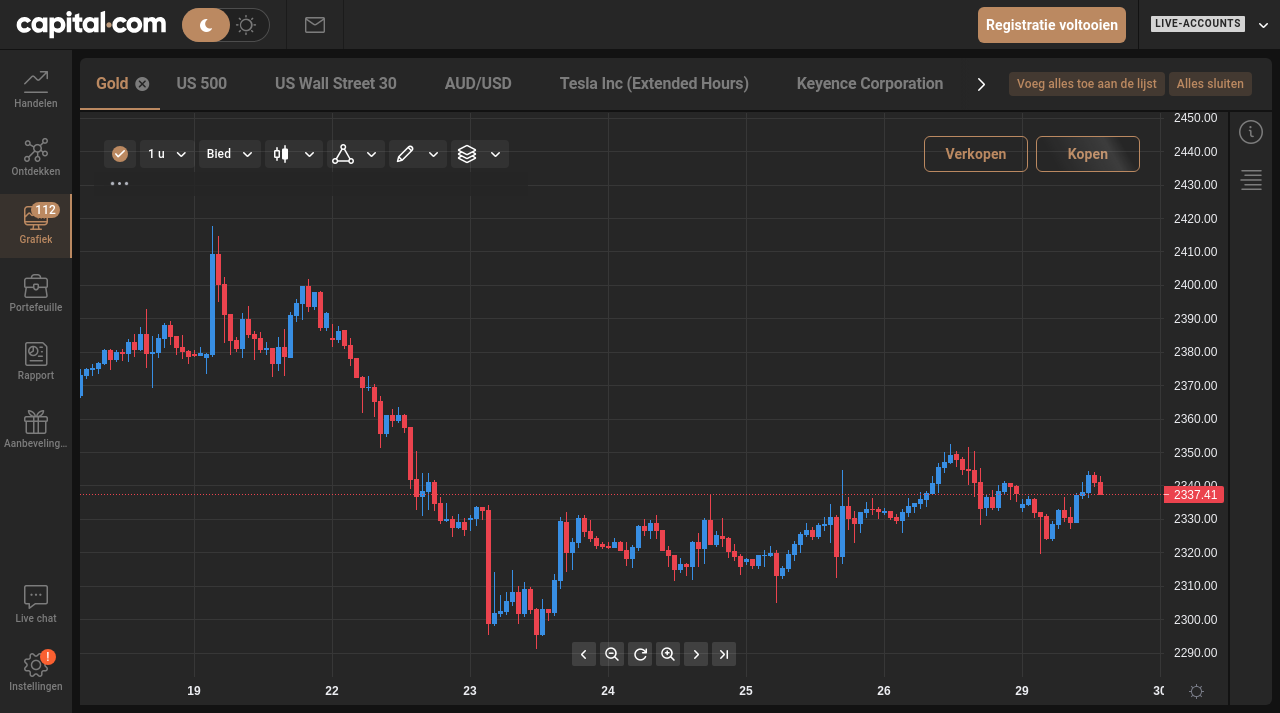 capital.com
Registratie voltooien
LIVE-ACCOUNTS
Handelen
Ontdekken
112
Grafiek
Portefeuille
Rapport
Aanbeveling...
Live chat
!
Instellingen
Gold
US 500
US Wall Street 30
AUD/USD
Tesla Inc (Extended Hours)
Keyence Corporation
Voeg alles toe aan de lijst
Alles sluiten
1 u
Bied
Verkopen
Kopen
2450.00
2440.00
2430.00
2420.00
2410.00
2400.00
2390.00
2380.00
2370.00
2360.00
2350.00
2340.00
2337.41
2330.00
2320.00
2310.00
2300.00
2290.00
19
22
23
24
25
26
29
30